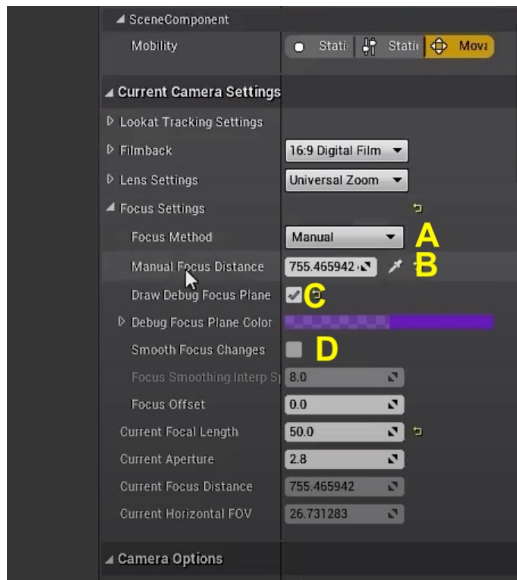 SceneComponent
Mobility Stati Static Mova
Current Camera Settings
Lookat Tracking Settings
Filmback 16:9 Digital Film
Lens Settings Universal Zoom
Focus Settings
Focus Method Manual A
Manual Focus Distance 755.465942 B
Draw Debug Focus Plane C
Debug Focus Plane Color
Smooth Focus Changes D
Focus Smoothing Interp Sp 8.0
Focus Offset 0.0
Current Focal Length 50.0
Current Aperture 2.8
Current Focus Distance 755.465942
Current Horizontal FOV 26.731283
Camera Options